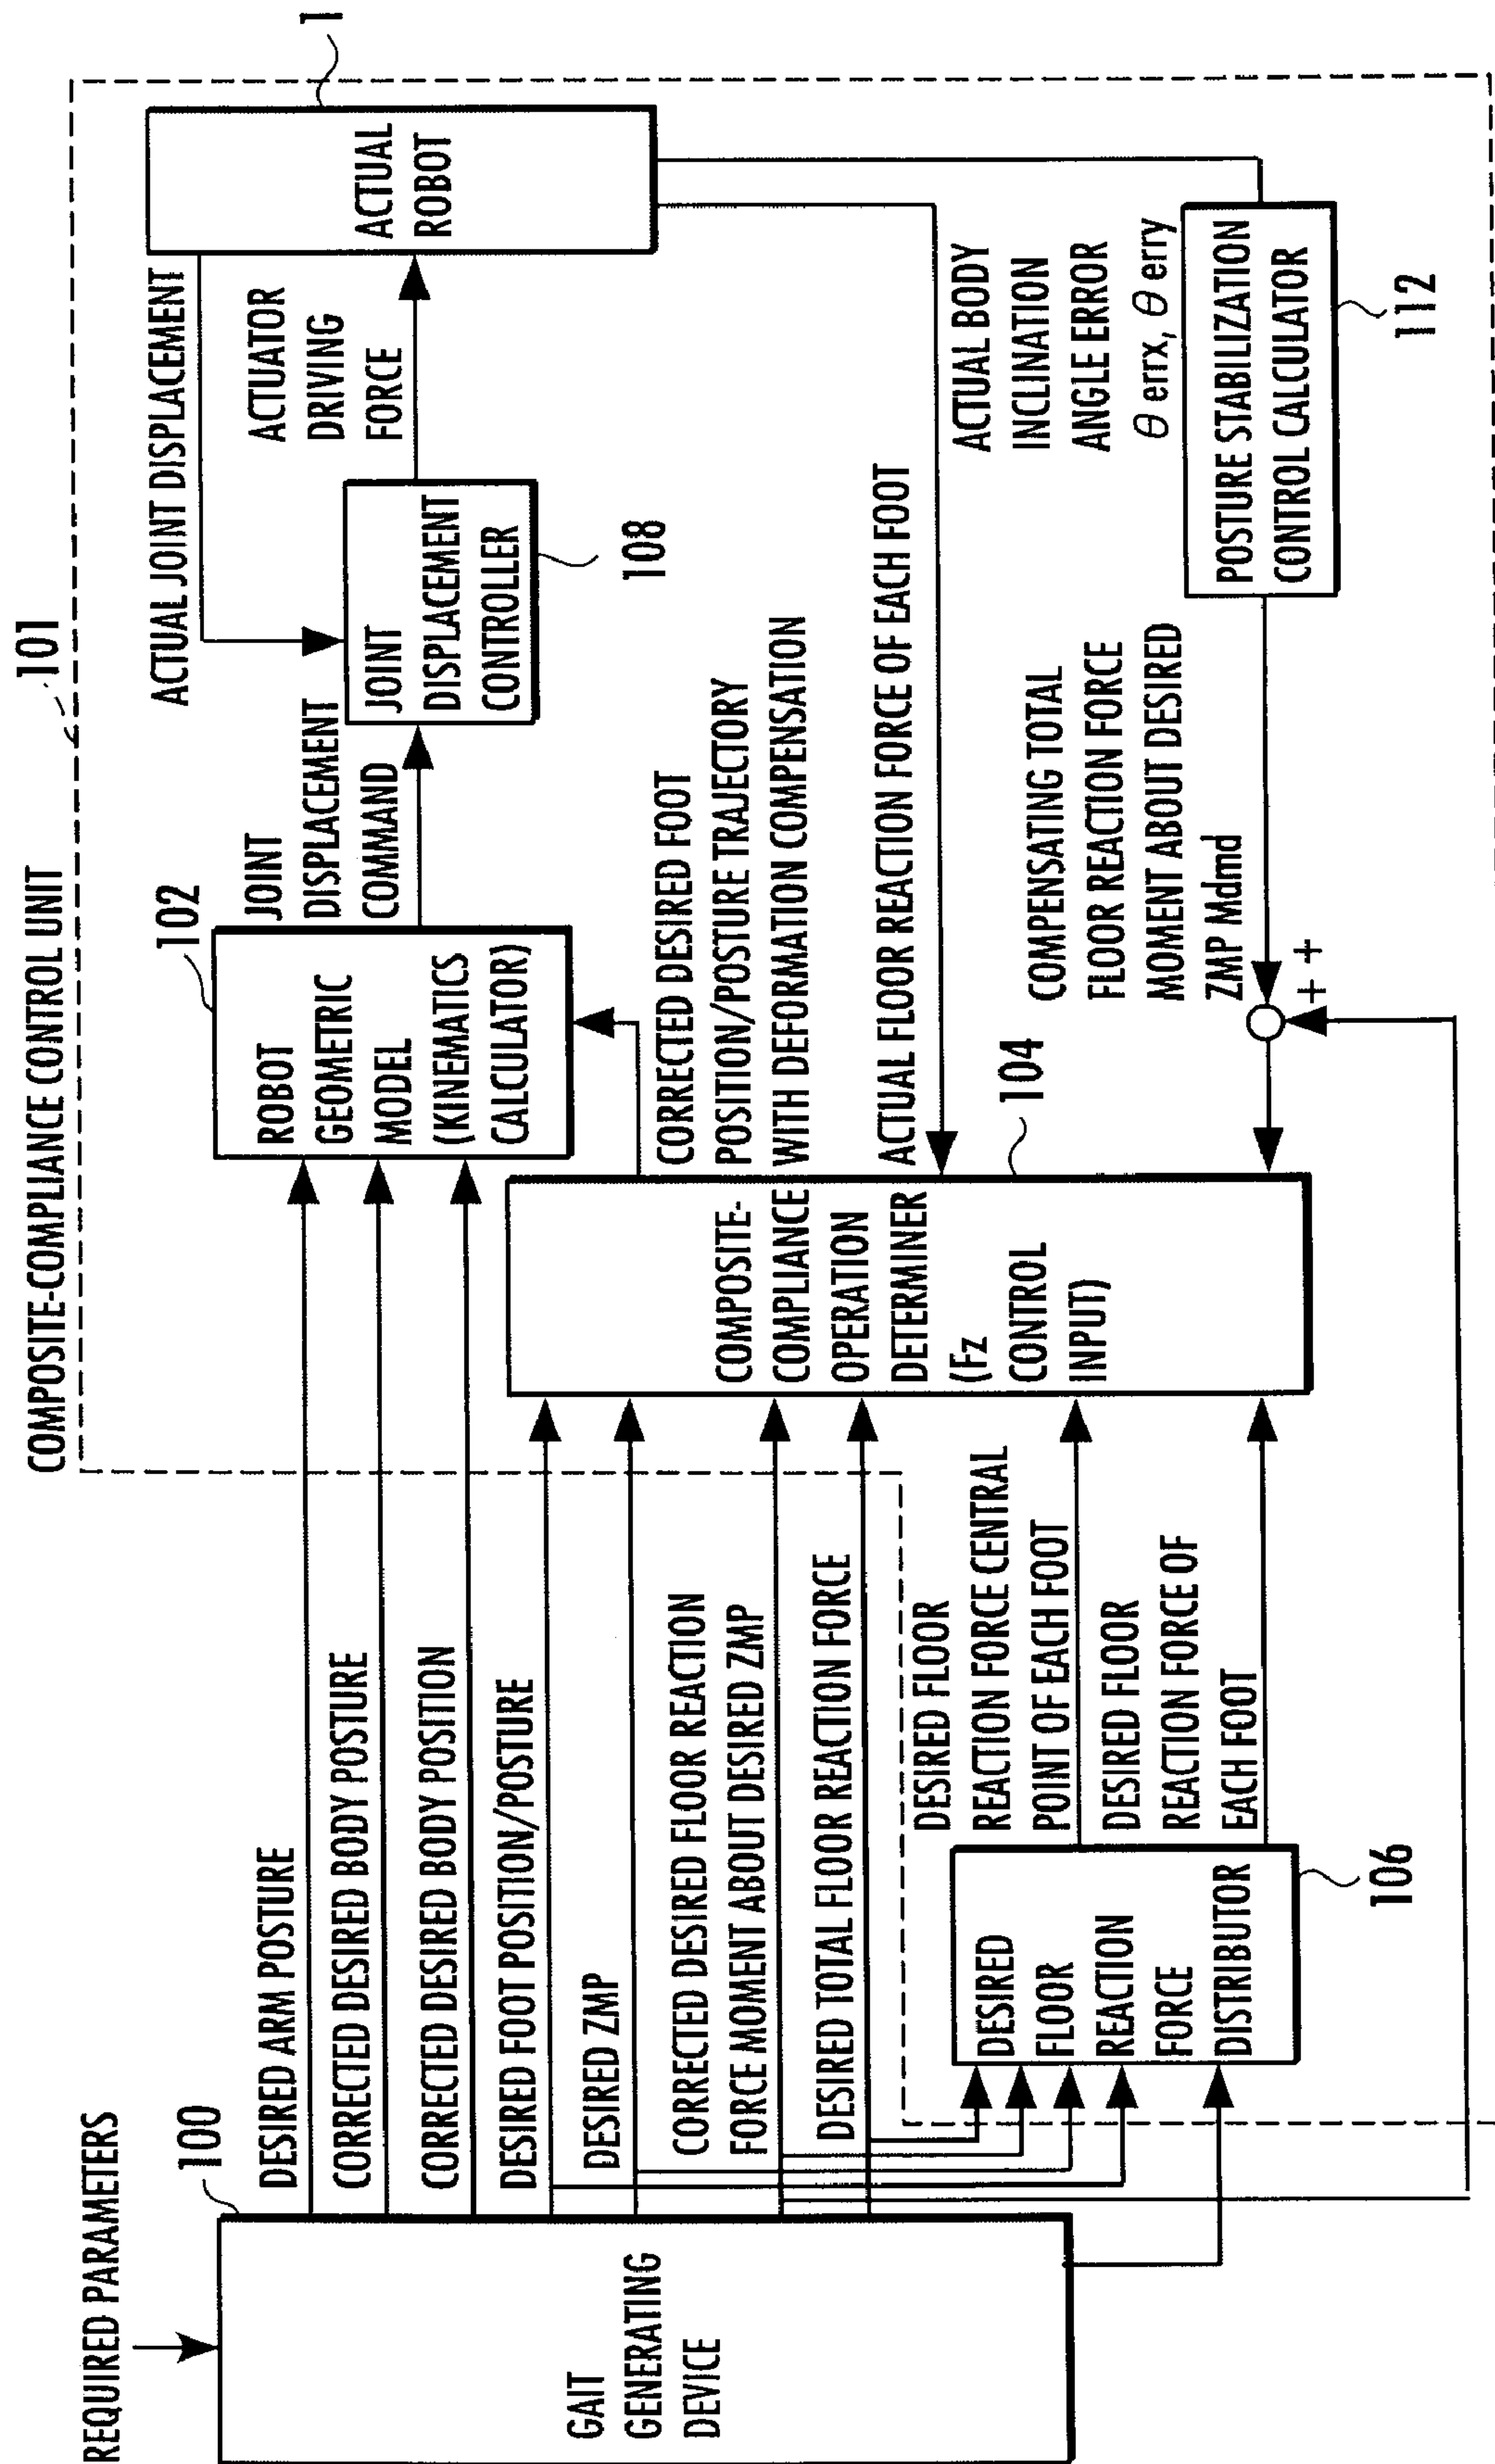 COMPOSITE-COMPLIANCE CONTROL UNIT
101
REQUIRED PARAMETERS
100
GAIT
GENERATING
DEVICE
DESIRED ARM POSTURE
CORRECTED DESIRED BODY POSTURE
CORRECTED DESIRED BODY POSITION
DESIRED FOOT POSITION/POSTURE
DESIRED ZMP
CORRECTED DESIRED FLOOR REACTION
FORCE MOMENT ABOUT DESIRED ZMP
DESIRED TOTAL FLOOR REACTION FORCE
DESIRED
FLOOR
REACTION
FORCE
DISTRIBUTOR
106
DESIRED FLOOR
REACTION FORCE CENTRAL
POINT OF EACH FOOT
DESIRED FLOOR
REACTION FORCE OF
EACH FOOT
102
ROBOT
GEOMETRIC
MODEL
(KINEMATICS
CALCULATOR)
COMPOSITE-
COMPLIANCE
OPERATION
DETERMINER
(Fz
CONTROL
INPUT)
104
JOINT
DISPLACEMENT
COMMAND
CORRECTED DESIRED FOOT
POSITION/POSTURE TRAJECTORY
WITH DEFORMATION COMPENSATION
ACTUAL FLOOR REACTION FORCE OF EACH FOOT
COMPENSATING TOTAL
FLOOR REACTION FORCE
MOMENT ABOUT DESIRED
ZMP Mdmd
+ +
ACTUAL JOINT DISPLACEMENT
JOINT
DISPLACEMENT
CONTROLLER
108
ACTUATOR
DRIVING
FORCE
ACTUAL
ROBOT
1
ACTUAL BODY
INCLINATION
ANGLE ERROR
θ errx, θ erry
POSTURE STABILIZATION
CONTROL CALCULATOR
112